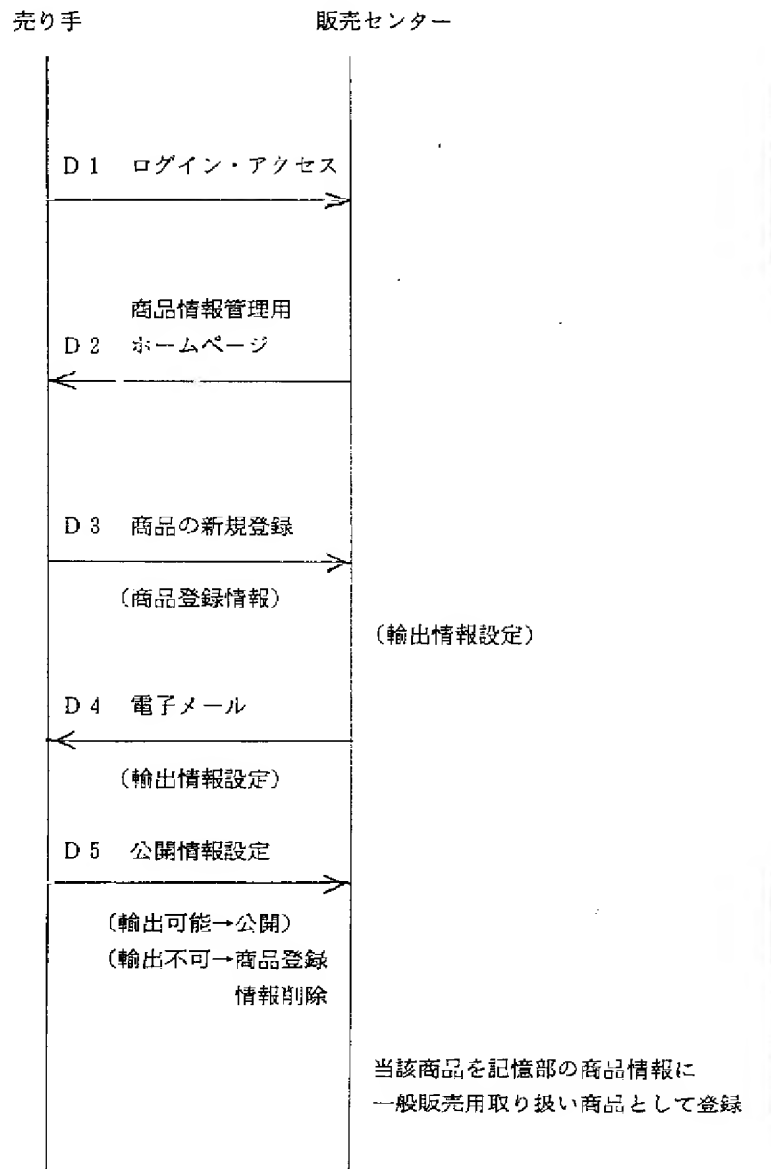 売り手 販売センター
D1 ログイン・アクセス
商品情報管理用
D2 ホームページ
D3 商品の新規登録
(商品登録情報)
(輸出情報設定)
D4 電子メール
(輸出情報設定)
D5 公開情報設定
(輸出可能→公開)
(輸出不可→商品登録
情報削除
当該商品を記憶部の商品情報に
一般販売用取り扱い商品として登録